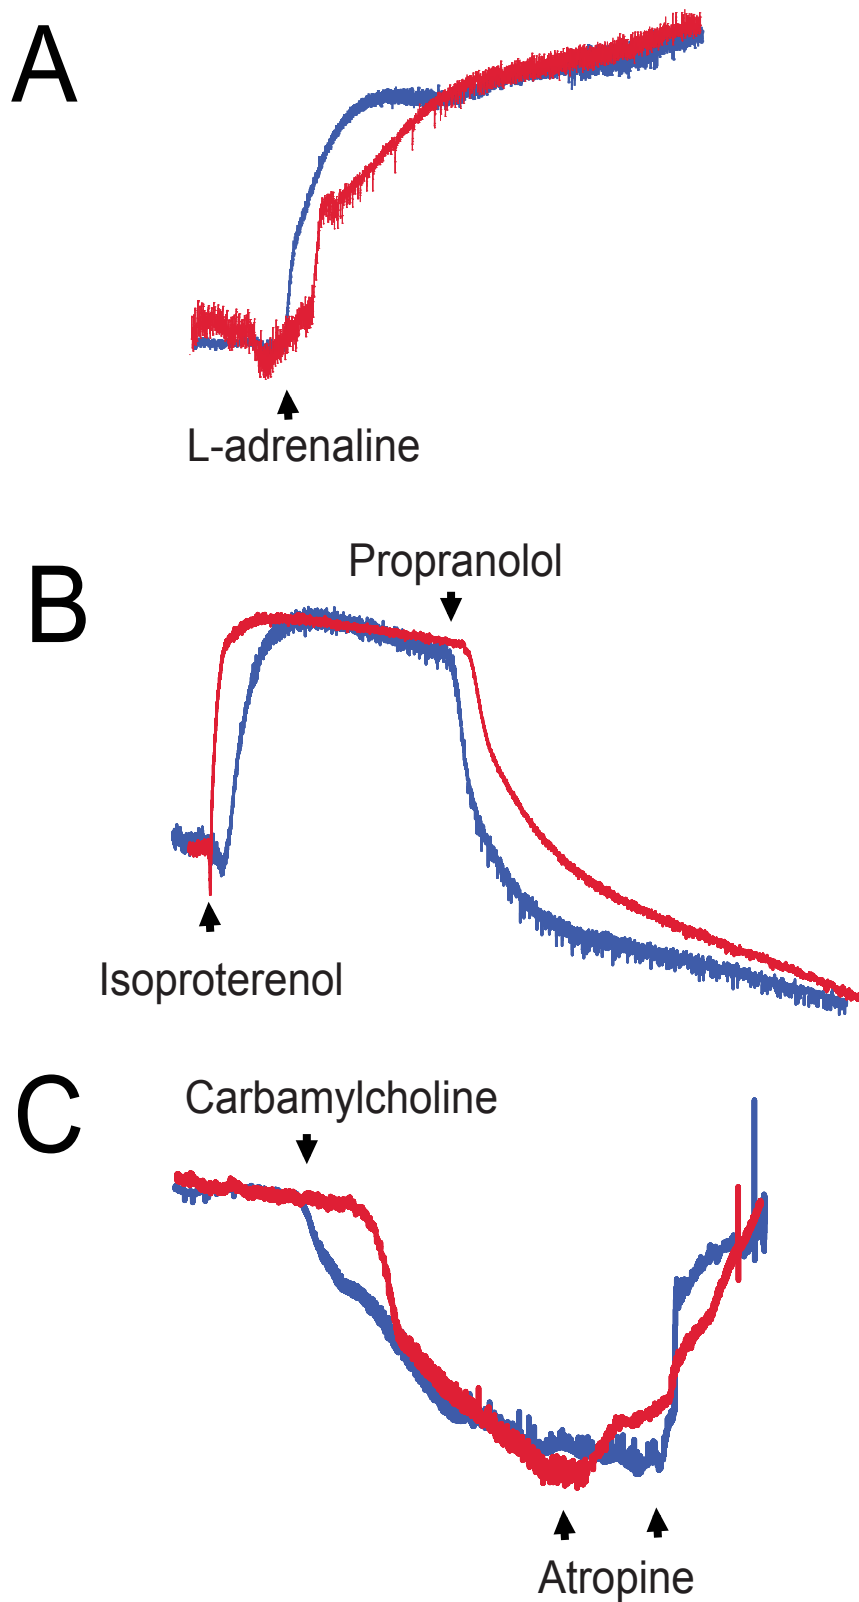 A
L-adrenaline
Propranolol
B
Isoproterenol
C
Carbamylcholine
Atropine